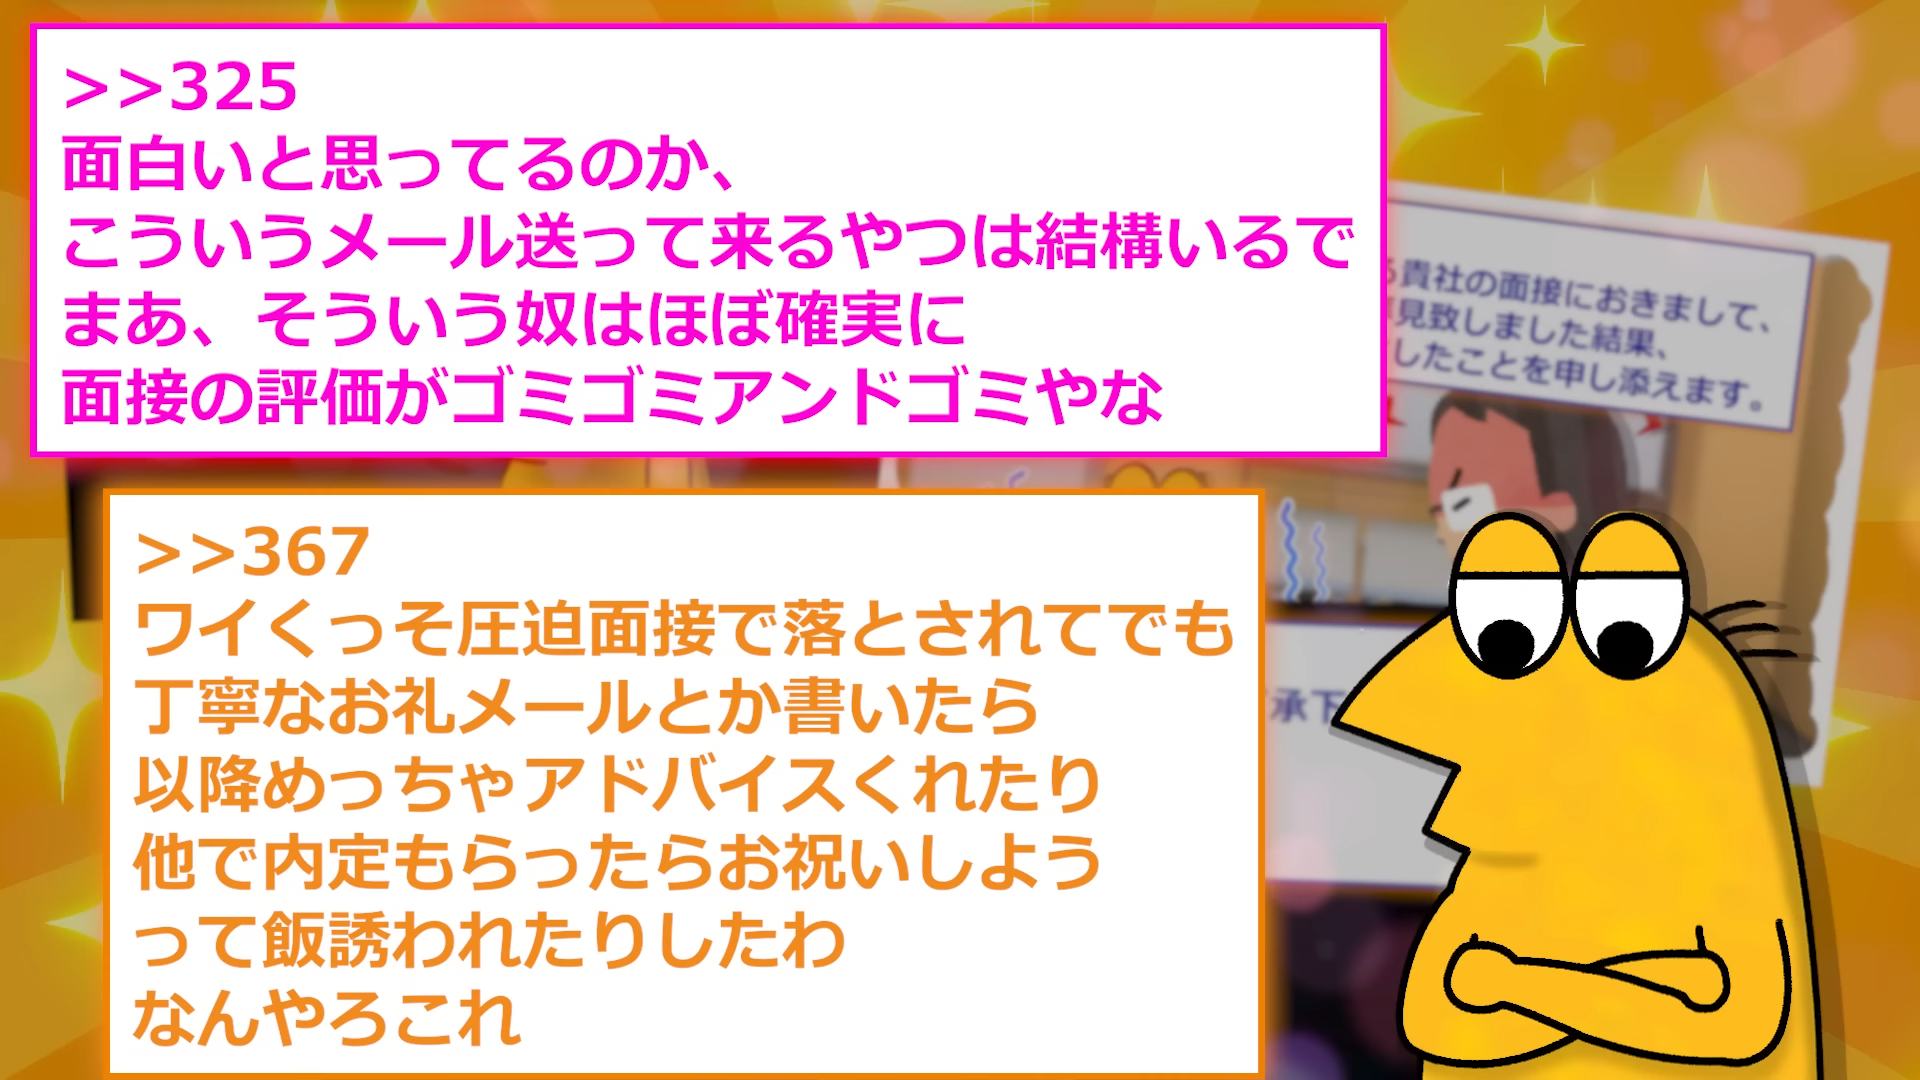 >>325
面白いと思ってるのか、
こういうメール送って来るやつは結構いるで
まあ、そういう奴はほぼ確実に
面接の評価がゴミゴミアンドゴミやな
貴社の面接におきまして、
見致しました結果、
したことを申し添えます。
>>367
ワイくっそ圧迫面接で落とされてでも
丁寧なお礼メールとか書いたら
以降めっちゃアドバイスくれたり
他で内定もらったらお祝いしよう
って飯誘われたりしたわ
なんやろこれ
承下